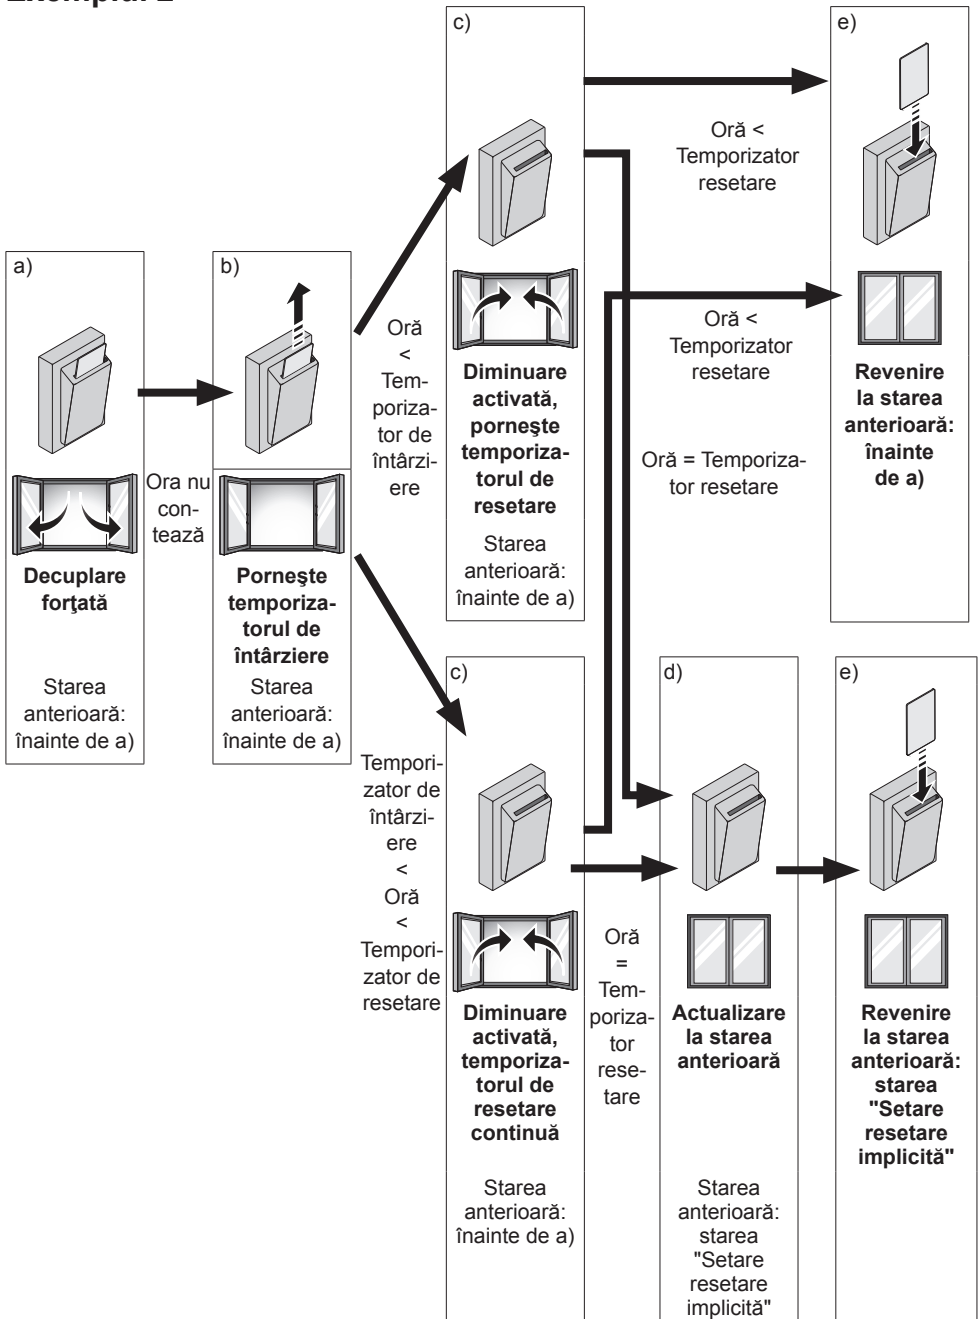 c)
e)
Oră <
Temporizator
resetare
a)
b)
Oră
<
Tem-
poriza-
tor de
întârzi-
ere
Oră <
Temporizator
resetare
Diminuare
activată,
porneşte
temporiza-
torul de
resetare
Revenire
la starea
anterioară:
înainte
de a)
Oră = Temporiza-
tor resetare
Ora nu
con-
tează
Starea
anterioară:
înainte de a)
Decuplare
forţată
Porneşte
temporiza-
torul de
întârziere
Starea
anterioară:
înainte de a)
Starea
anterioară:
înainte de a)
c)
d)
e)
Tempori-
zator de
întârzi-
ere
<
Oră
<
Tempori-
zator de
resetare
Diminuare
activată,
temporiza-
torul de
resetare
continuă
Oră
=
Tem-
poriza-
tor
rese-
tare
Actualizare
la starea
anterioară
Revenire
la starea
anterioară:
starea
"Setare
resetare
implicită"
Starea
anterioară:
înainte de a)
Starea
anterioară:
starea
"Setare
resetare
implicită"